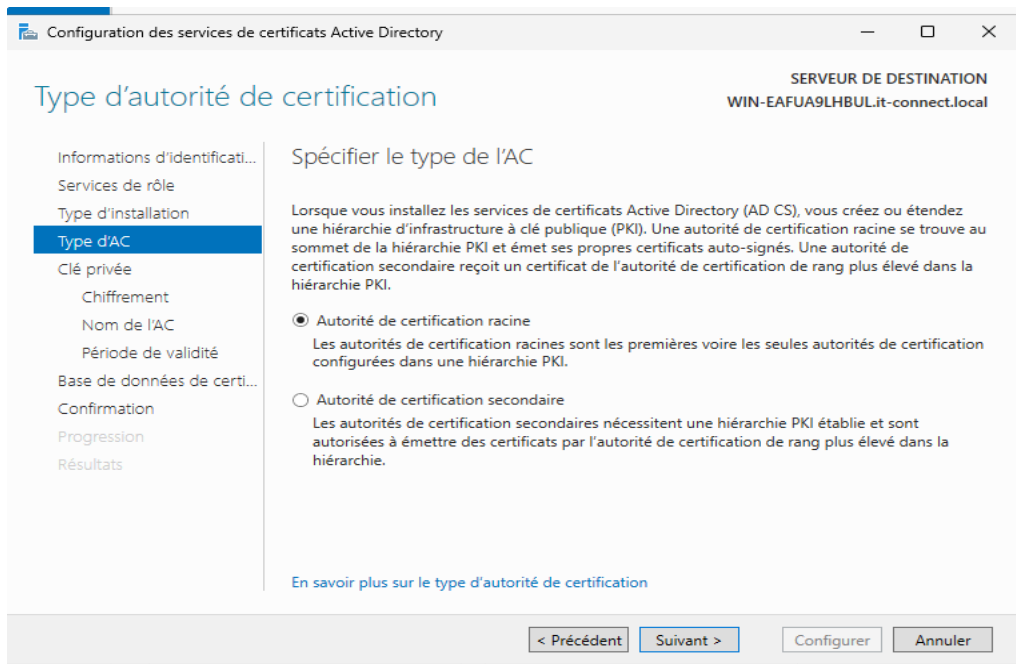 Configuration des services de certificats Active Directory
Type d’autorité de certification
SERVEUR DE DESTINATION
WIN-EAFUA9LHBUL.it-connect.local
Informations d'identificati...
Services de rôle
Type d'installation
Type d'AC
Clé privée
Chiffrement
Nom de l'AC
Période de validité
Base de données de certi...
Confirmation
Progression
Résultats
Spécifier le type de l'AC
Lorsque vous installez les services de certificats Active Directory (AD CS), vous créez ou étendez
une hiérarchie d'infrastructure à clé publique (PKI). Une autorité de certification racine se trouve au
sommet de la hiérarchie PKI et émet ses propres certificats auto-signés. Une autorité de
certification secondaire reçoit un certificat de l'autorité de certification de rang plus élevé dans la
hiérarchie PKI.
Autorité de certification racine
Les autorités de certification racines sont les premières voire les seules autorités de certification
configurées dans une hiérarchie PKI.
Autorité de certification secondaire
Les autorités de certification secondaires nécessitent une hiérarchie PKI établie et sont
autorisées à émettre des certificats par l'autorité de certification de rang plus élevé dans la
hiérarchie.
En savoir plus sur le type d'autorité de certification
< Précédent
Suivant >
Configurer
Annuler